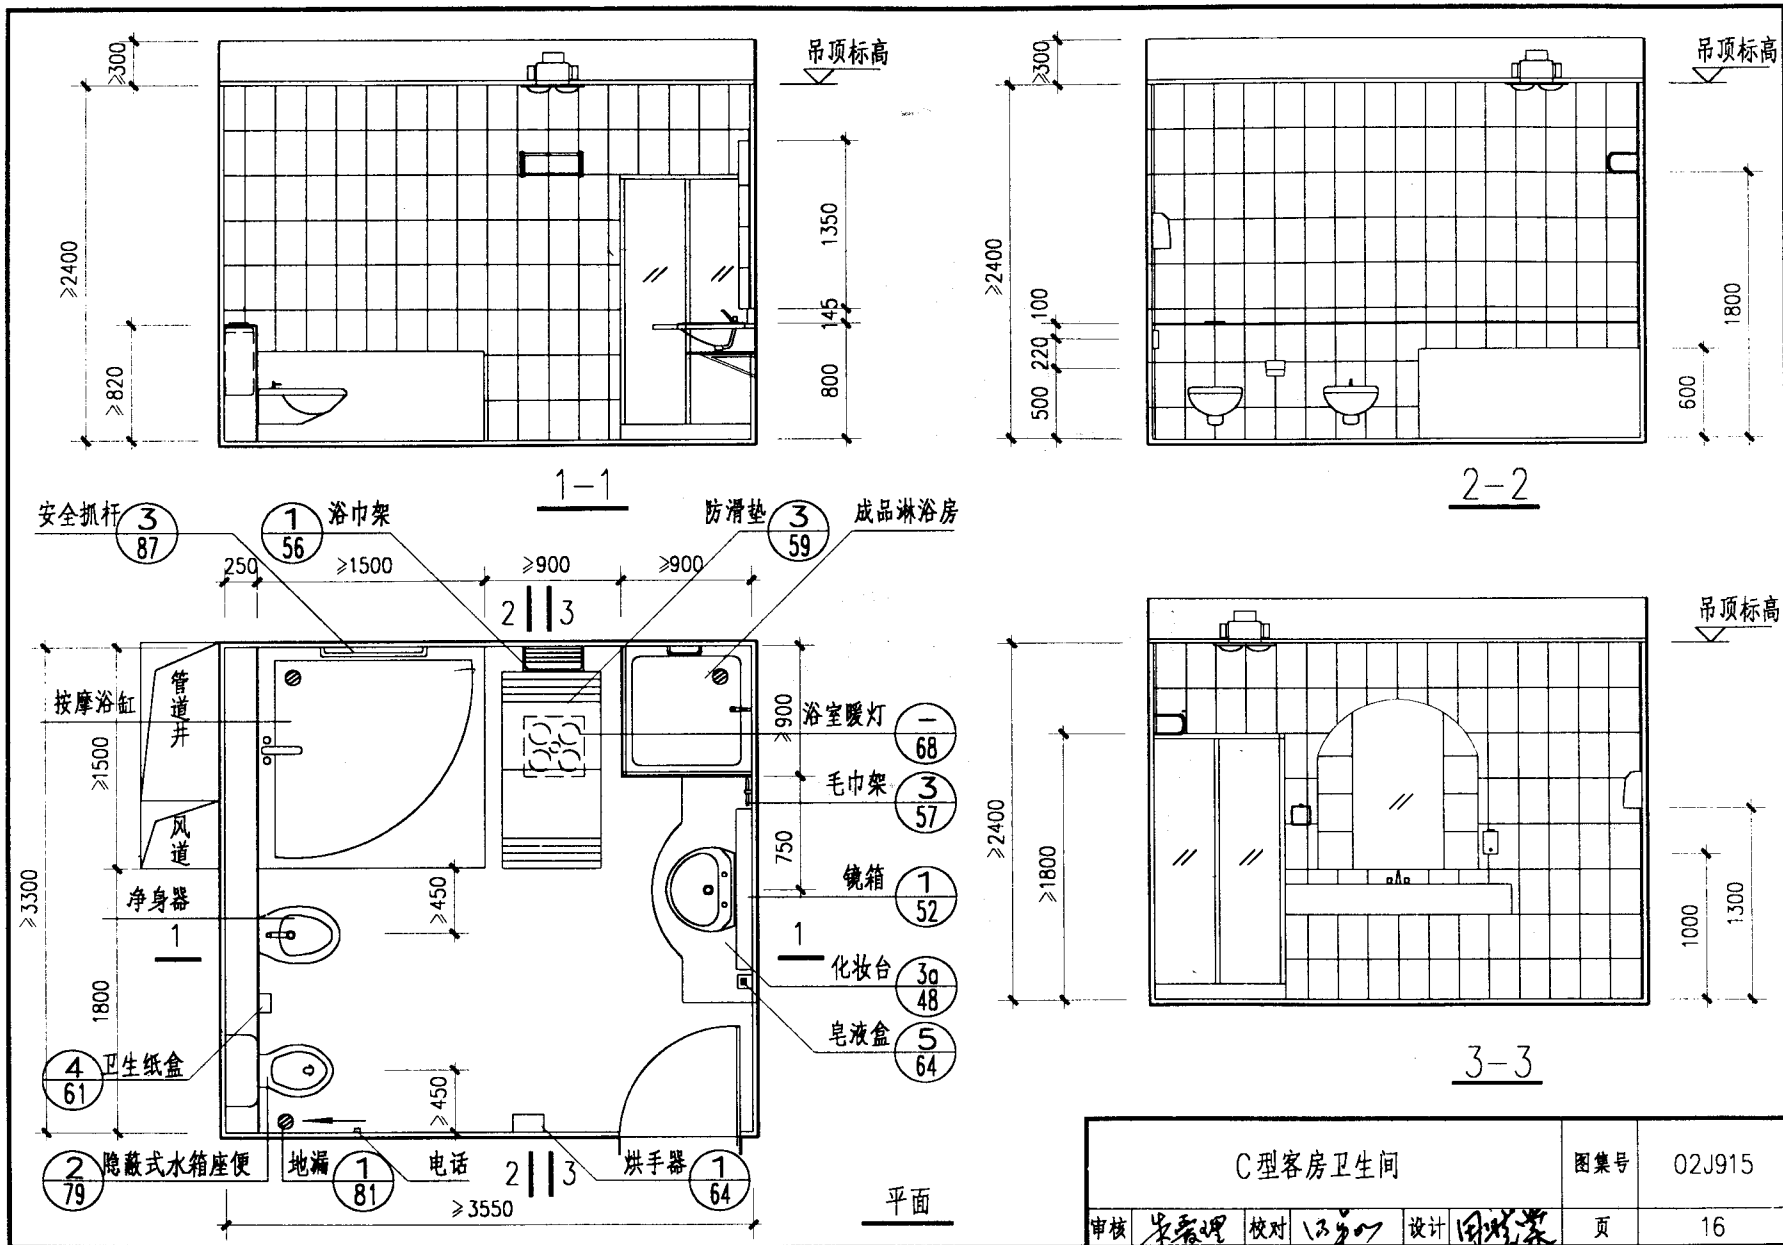 ≥300
≥2400
≥820
吊顶标高
1350
145
800
1-1
≥300
≥2400
100
220
500
吊顶标高
1800
600
2-2
安全抓杆 3 87
1 56 浴巾架
防滑垫 3 59
成品淋浴房
250 ≥1500 ≥900 ≥900
2 3
按摩浴缸
管道井
风道
净身器
≥1500
≥3300
1800
1
≥450
≥450
≥900
750
1
浴室暖灯 — 68
毛巾架 3 57
镜箱 1 52
化妆台 3a 48
皂液盒 5 64
4 61 卫生纸盒
2 79 隐蔽式水箱座便
地漏 1 81
电话
2 3
烘手器 1 64
≥3550
平面
吊顶标高
≥2400
≥1800
1000
1300
3-3
C型客房卫生间 图集号 02J915
审核 校对 设计 页 16